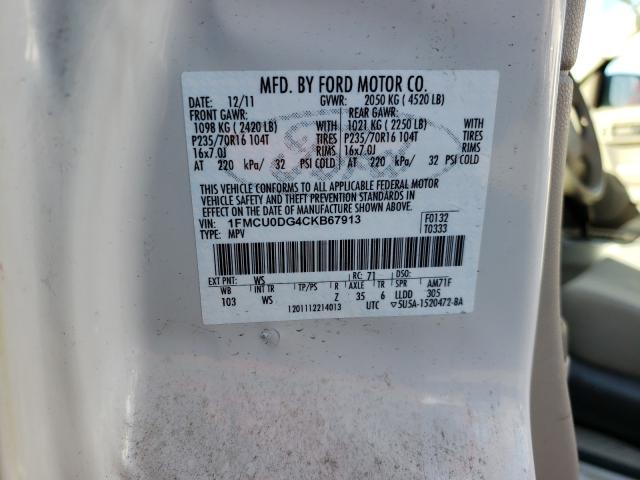 MFD. BY FORD MOTOR CO.
DATE: 12/11 GVWR: 2050 KG ( 4520 LB)
FRONT GAWR: REAR GAWR:
1098 KG ( 2420 LB) WITH 1021 KG ( 2250 LB) WITH
P235/70R16 104T TIRES P235/70R16 104T TIRES
16x7.0J RIMS 16x7.0J RIMS
AT 220 kPa/ 32 PSI COLD AT 220 kPa/ 32 PSI COLD
THIS VEHICLE CONFORMS TO ALL APPLICABLE FEDERAL MOTOR
VEHICLE SAFETY AND THEFT PREVENTION STANDARDS IN
EFFECT ON THE DATE OF MANUFACTURE SHOWN ABOVE.
VIN: 1FMCU0DG4CKB67913 F0132
TYPE: MPV T0333
EXT PNT: WS RC: 71 DSO:
WB INT TR TP/PS R AXLE TR SPR AM71F
103 WS Z 35 6 LLDD 305
1201112214013 UTC ▽5U5A-1520472-BA